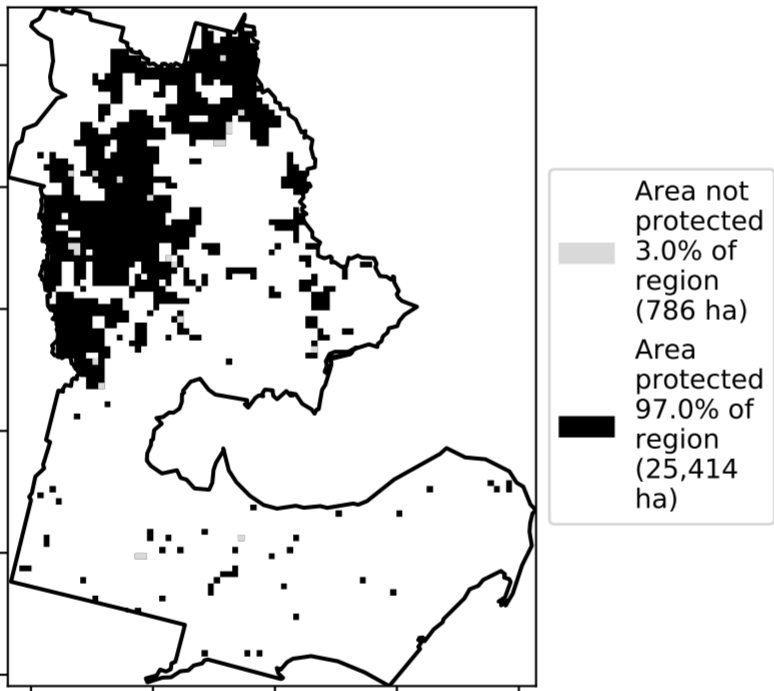 Area not
protected
3.0% of
region
(786 ha)
Area
protected
97.0% of
region
(25,414
ha)